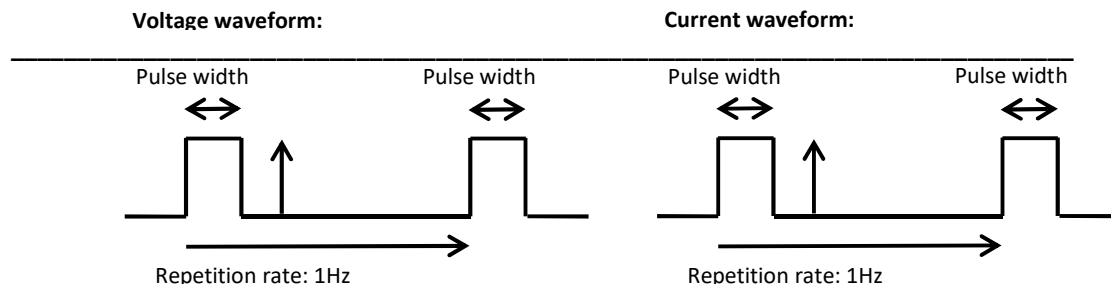 Voltage waveform: Current waveform:
Pulse width Pulse width Pulse width Pulse width
Repetition rate: 1Hz Repetition rate: 1Hz